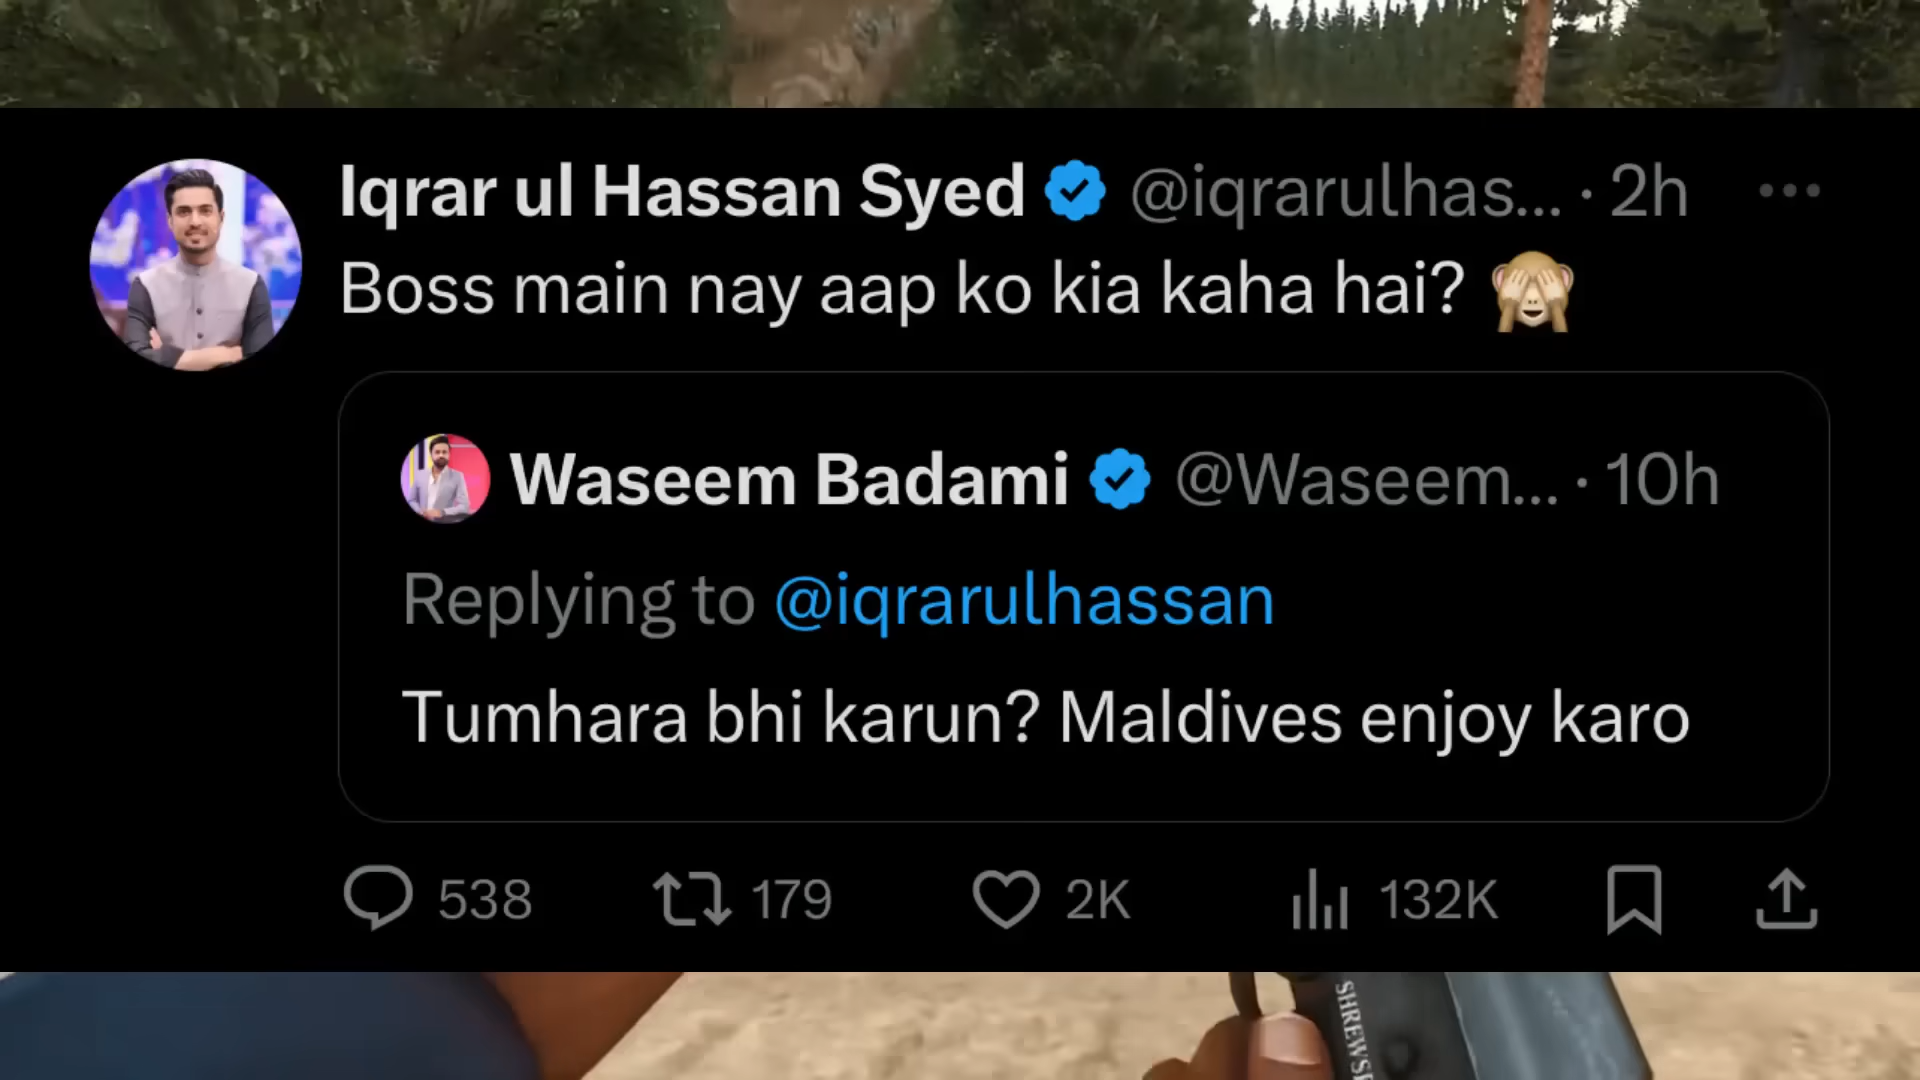 Iqrar ul Hassan Syed @iqrarulhas... · 2h
Boss main nay aap ko kia kaha hai? 🙈
Waseem Badami @Waseem... · 10h
Replying to @iqrarulhassan
Tumhara bhi karun? Maldives enjoy karo
538 179 2K 132K